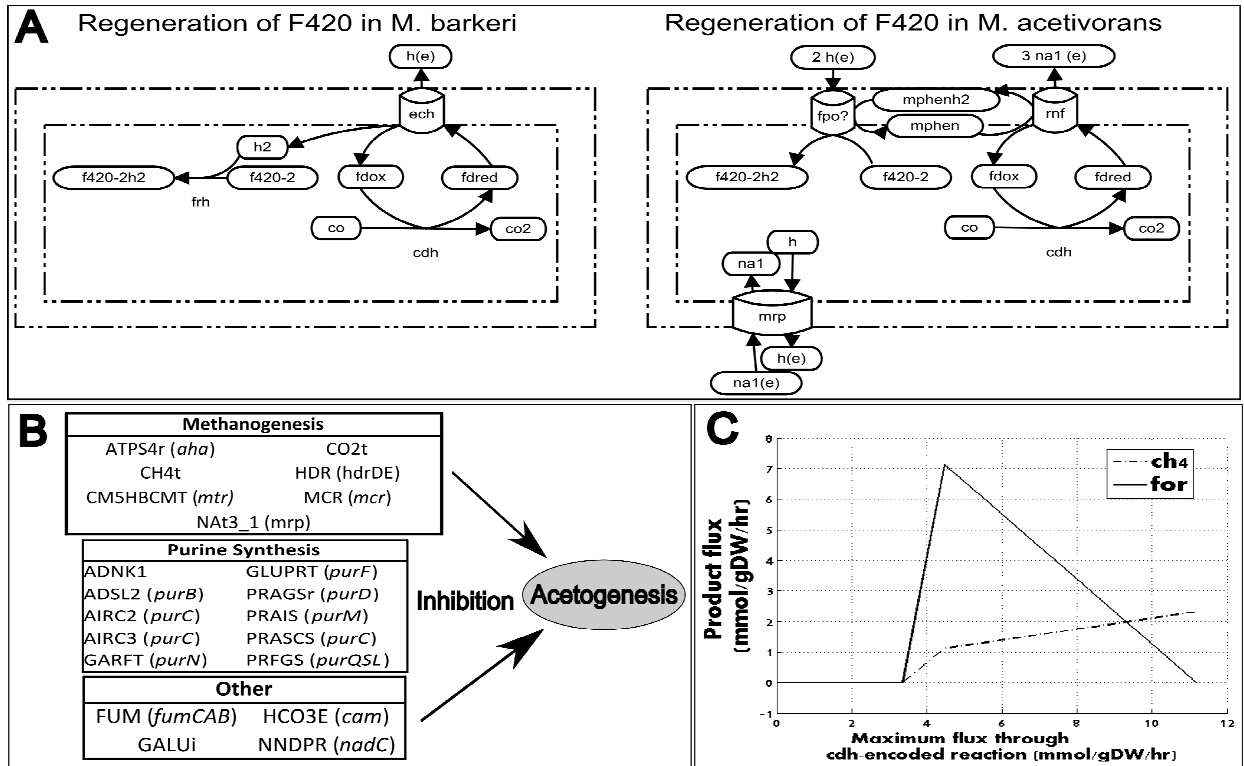 A
Regeneration of F420 in M. barkeri
h(e)
ech
h2
f420-2h2
f420-2
frh
fdox
fdred
co
co2
cdh
Regeneration of F420 in M. acetivorans
2 h(e)
3 na1 (e)
fpo?
mphenh2
mphen
rnf
f420-2h2
f420-2
fdox
fdred
co
co2
cdh
h
na1
mrp
h(e)
na1(e)
B
Methanogenesis
ATPS4r (aha) CO2t
CH4t HDR (hdrDE)
CM5HBCMT (mtr) MCR (mcr)
NAt3_1 (mrp)
Purine Synthesis
ADNK1 GLUPRT (purF)
ADSL2 (purB) PRAGSr (purD)
AIRC2 (purC) PRAIS (purM)
AIRC3 (purC) PRASCS (purC)
GARFT (purN) PRFGS (purQSL)
Other
FUM (fumCAB) HCO3E (cam)
GALUi NNDPR (nadC)
Inhibition
Acetogenesis
C
Product flux
(mmol/gDW/hr)
8
7
6
5
4
3
2
1
0
-1
ch4
for
0 2 4 6 8 10 12
Maximum flux through
cdh-encoded reaction (mmol/gDW/hr)